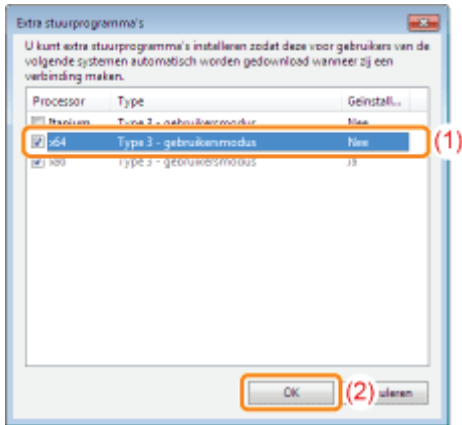 Extra stuurprogramma's
U kunt extra stuurprogramma's installeren zodat deze voor gebruikers van de
volgende systemen automatisch worden gedownload wanneer zij een
verbinding maken.
Processor Type Geïnstall...
Itanium Type 3 - gebruikersmodus Nee
x64 Type 3 - gebruikersmodus Nee
(1)
x86 Type 3 - gebruikersmodus Ja
OK (2) uleren